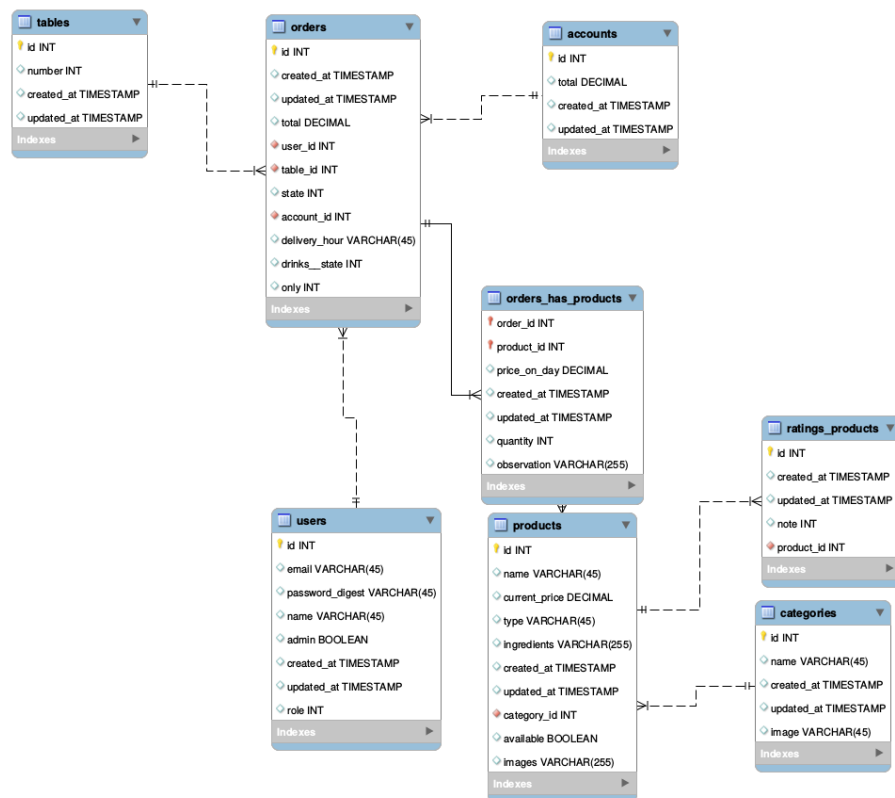 tables
id INT
number INT
created_at TIMESTAMP
updated_at TIMESTAMP
Indexes
orders
id INT
created_at TIMESTAMP
updated_at TIMESTAMP
total DECIMAL
user_id INT
table_id INT
state INT
account_id INT
delivery_hour VARCHAR(45)
drinks__state INT
only INT
Indexes
accounts
id INT
total DECIMAL
created_at TIMESTAMP
updated_at TIMESTAMP
Indexes
orders_has_products
order_id INT
product_id INT
price_on_day DECIMAL
created_at TIMESTAMP
updated_at TIMESTAMP
quantity INT
observation VARCHAR(255)
Indexes
ratings_products
id INT
created_at TIMESTAMP
updated_at TIMESTAMP
note INT
product_id INT
Indexes
users
id INT
email VARCHAR(45)
password_digest VARCHAR(45)
name VARCHAR(45)
admin BOOLEAN
created_at TIMESTAMP
updated_at TIMESTAMP
role INT
Indexes
products
id INT
name VARCHAR(45)
current_price DECIMAL
type VARCHAR(45)
ingredients VARCHAR(255)
created_at TIMESTAMP
updated_at TIMESTAMP
category_id INT
available BOOLEAN
images VARCHAR(255)
Indexes
categories
id INT
name VARCHAR(45)
created_at TIMESTAMP
updated_at TIMESTAMP
image VARCHAR(45)
Indexes